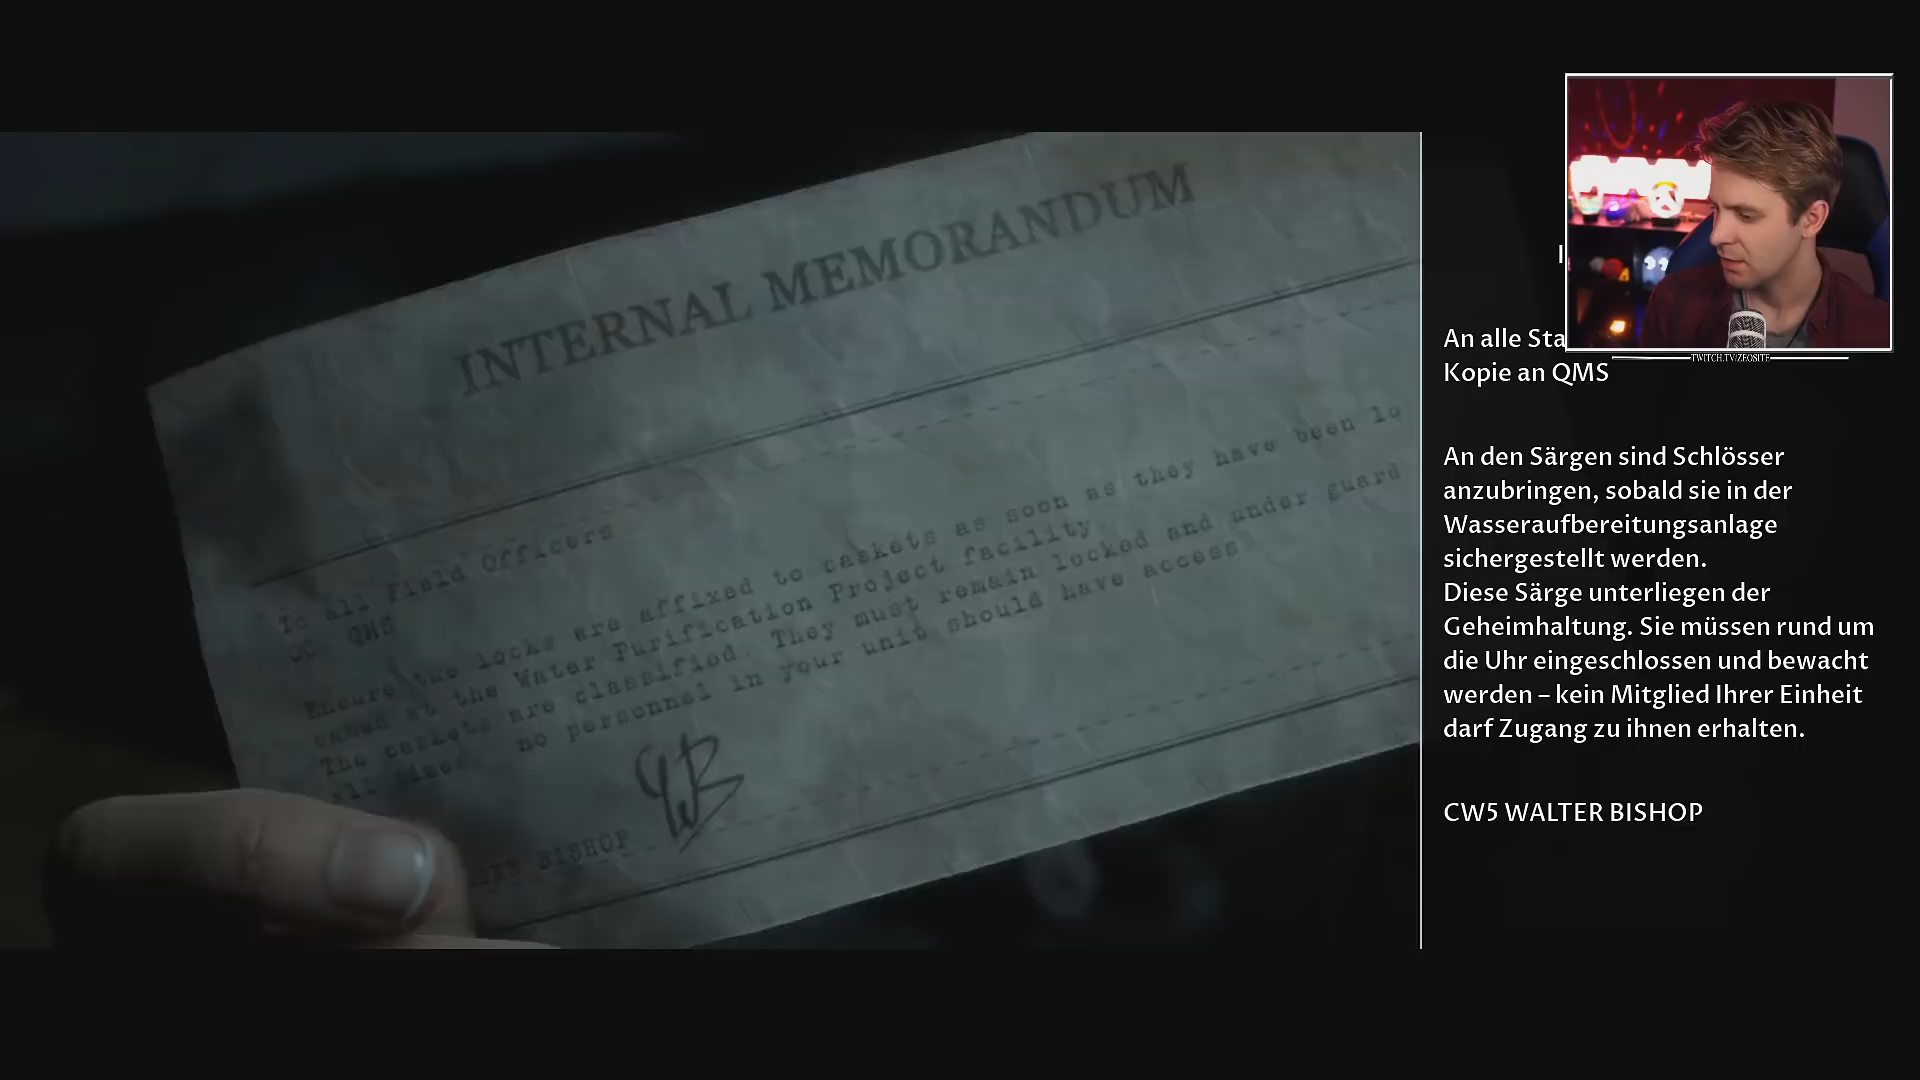 INTERNAL MEMORANDUM
To all Field Officers
CC QMS
Ensure the locks are affixed to caskets as soon as they have been lo
at the Water Purification Project facility.
The caskets are classified. They must remain locked and under guard
all times no personnel in your unit should have access
BISHOP
WB
TWITCH.TV/ZEOSITE
An alle Sta
Kopie an QMS
An den Särgen sind Schlösser
anzubringen, sobald sie in der
Wasseraufbereitungsanlage
sichergestellt werden.
Diese Särge unterliegen der
Geheimhaltung. Sie müssen rund um
die Uhr eingeschlossen und bewacht
werden – kein Mitglied Ihrer Einheit
darf Zugang zu ihnen erhalten.
CW5 WALTER BISHOP